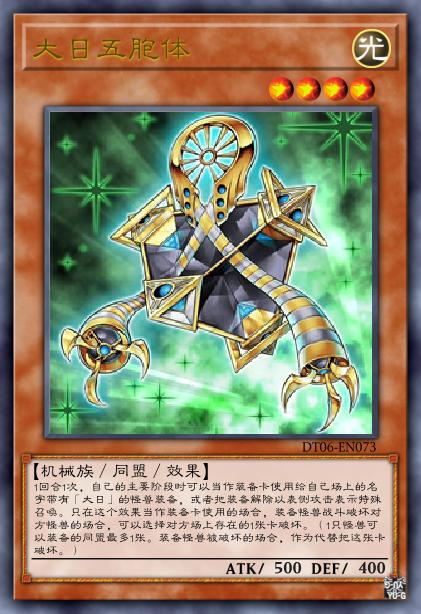 大日五胞体
光
DT06-EN073
【机械族／同盟／效果】
1回合1次，自己的主要阶段时可以当作装备卡使用给自己场上的名
字带有「大日」的怪兽装备，或者把装备解除以表侧攻击表示特殊
召唤。只在这个效果当作装备卡使用的场合，装备怪兽战斗破坏对
方怪兽的场合，可以选择对方场上存在的1张卡破坏。（1只怪兽可
以装备的同盟最多1张。装备怪兽被破坏的场合，作为代替把这张卡
破坏。）
ATK/ 500 DEF/ 400